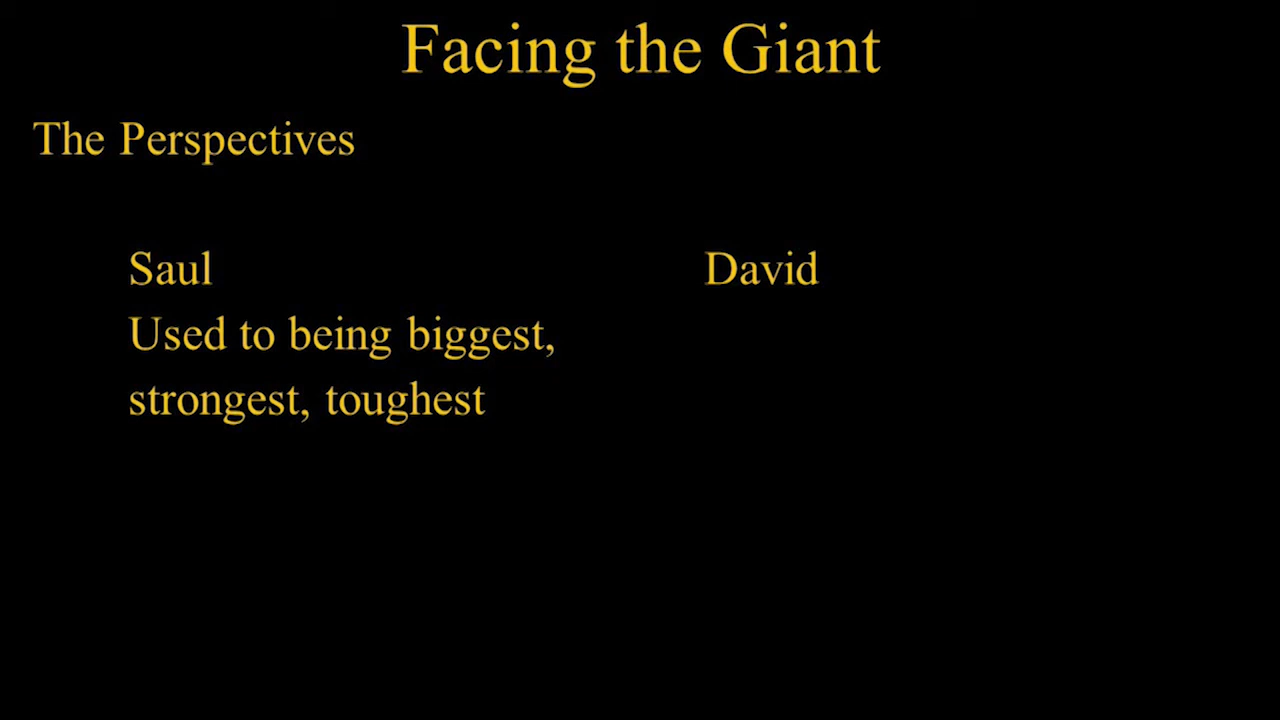 Facing the Giant
The Perspectives
Saul
David
Used to being biggest,
strongest, toughest